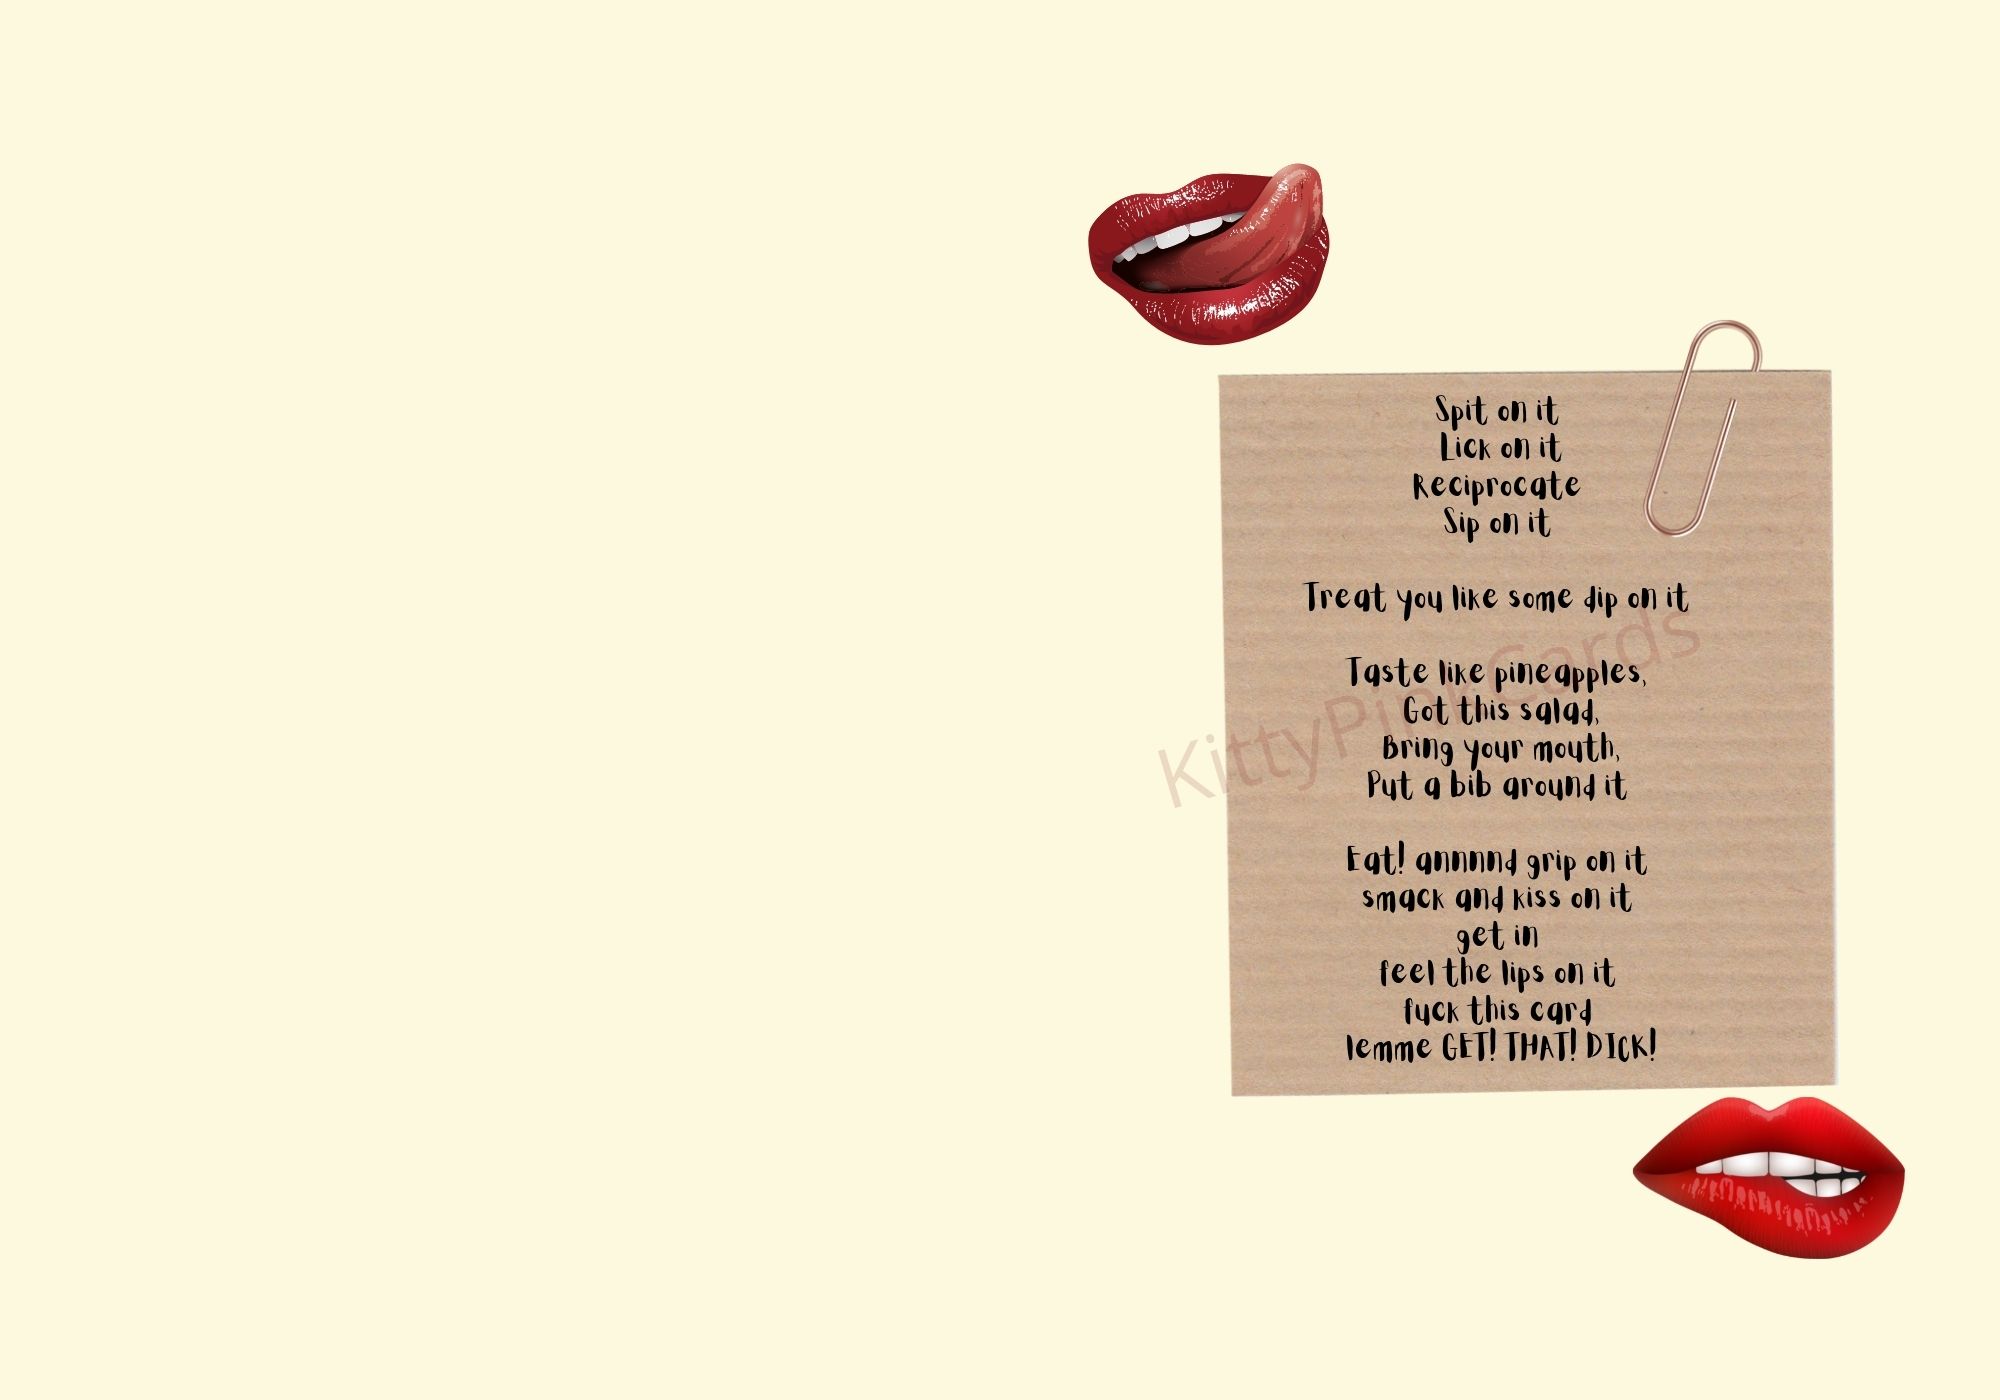 Spit on it
Lick on it
Reciprocate
Sip on it
Treat you like some dip on it
Taste like pineapples,
Got this salad,
Bring your mouth,
Put a bib around it
Eat! annnnnd grip on it
smack and kiss on it
get in
feel the lips on it
fuck this card
lemme GET! THAT! DICK!
KittyPinkCards